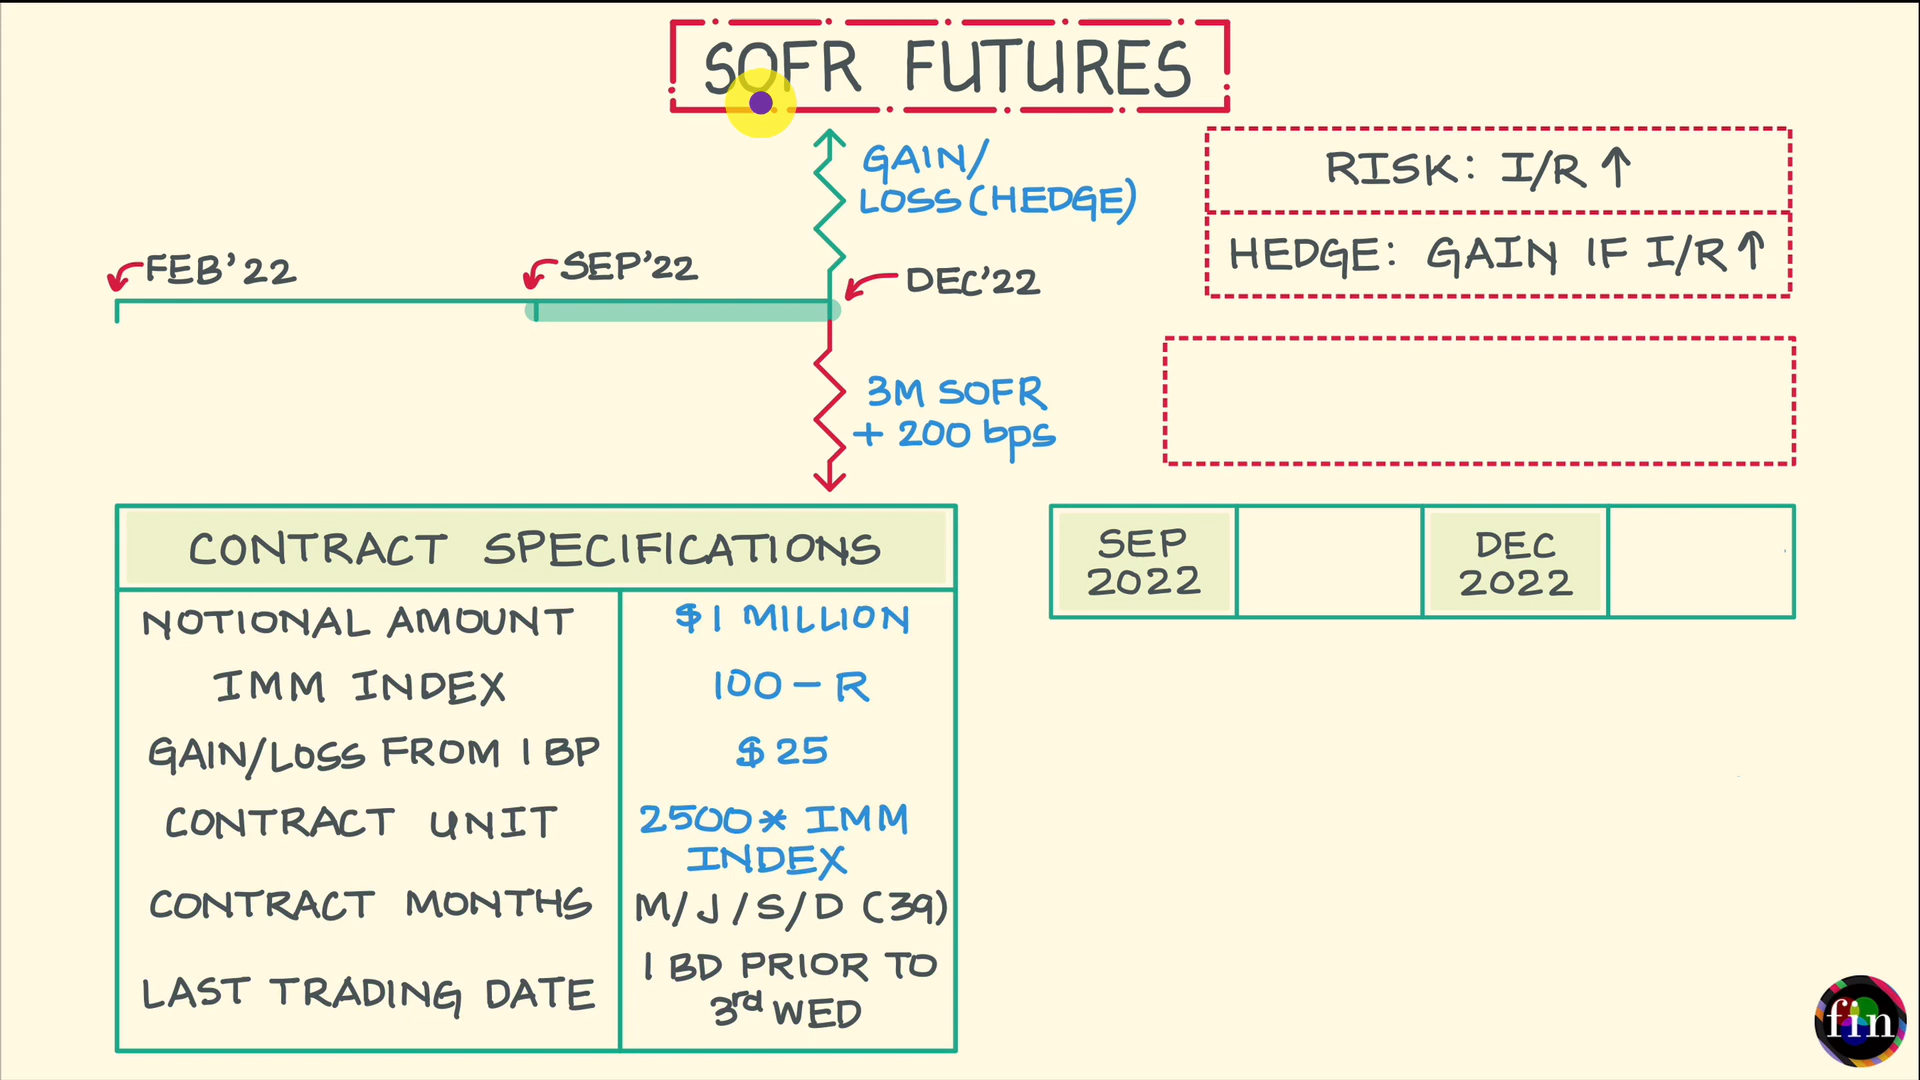 SOFR FUTURES
GAIN/
LOSS (HEDGE)
RISK: I/R ↑
HEDGE: GAIN IF I/R ↑
FEB'22
SEP'22
DEC'22
3M SOFR
+ 200 bps
CONTRACT SPECIFICATIONS
NOTIONAL AMOUNT
$1 MILLION
IMM INDEX
100 - R
GAIN/LOSS FROM 1 BP
$25
CONTRACT UNIT
2500 * IMM
INDEX
CONTRACT MONTHS
M/J/S/D (39)
LAST TRADING DATE
1 BD PRIOR TO
3rd WED
SEP
2022
DEC
2022
fin